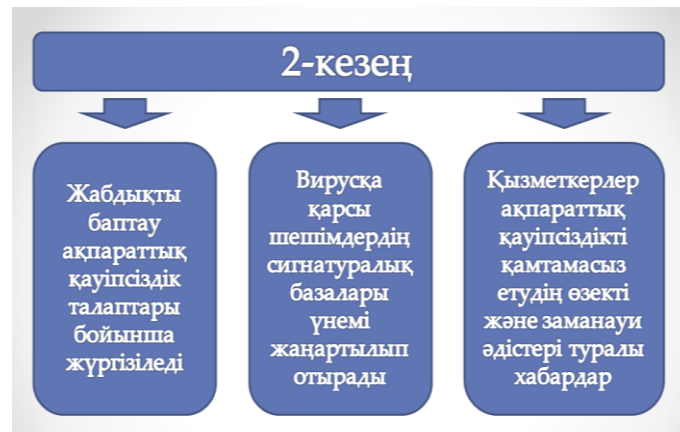 2-кезең
Жабдықты
баптау
ақпараттық
қауіпсіздік
талаптары
бойынша
жүргізіледі
Вирусқа
қарсы
шешімдердің
сигнатуралық
базалары
үнемі
жаңартылып
отырады
Қызметкерлер
ақпараттық
қауіпсіздікті
қамтамасыз
етудің өзекті
және заманауи
әдістері туралы
хабардар